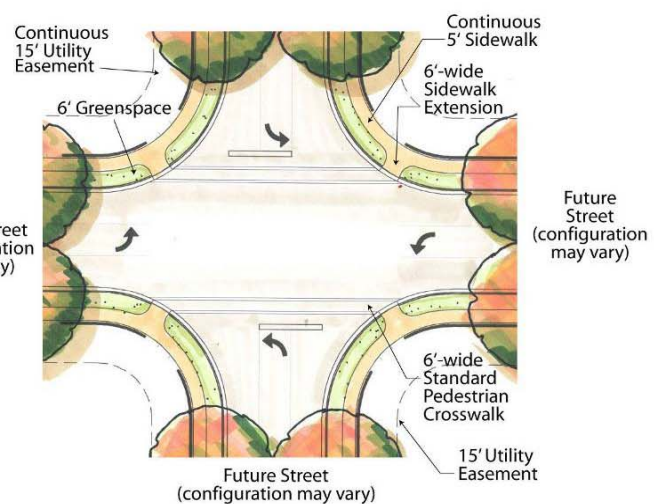 Continuous
15' Utility
Easement
6' Greenspace
Continuous
5' Sidewalk
6'-wide
Sidewalk
Extension
Future
Street
(configuration
may vary)
6'-wide
Standard
Pedestrian
Crosswalk
15' Utility
Easement
Future Street
(configuration may vary)